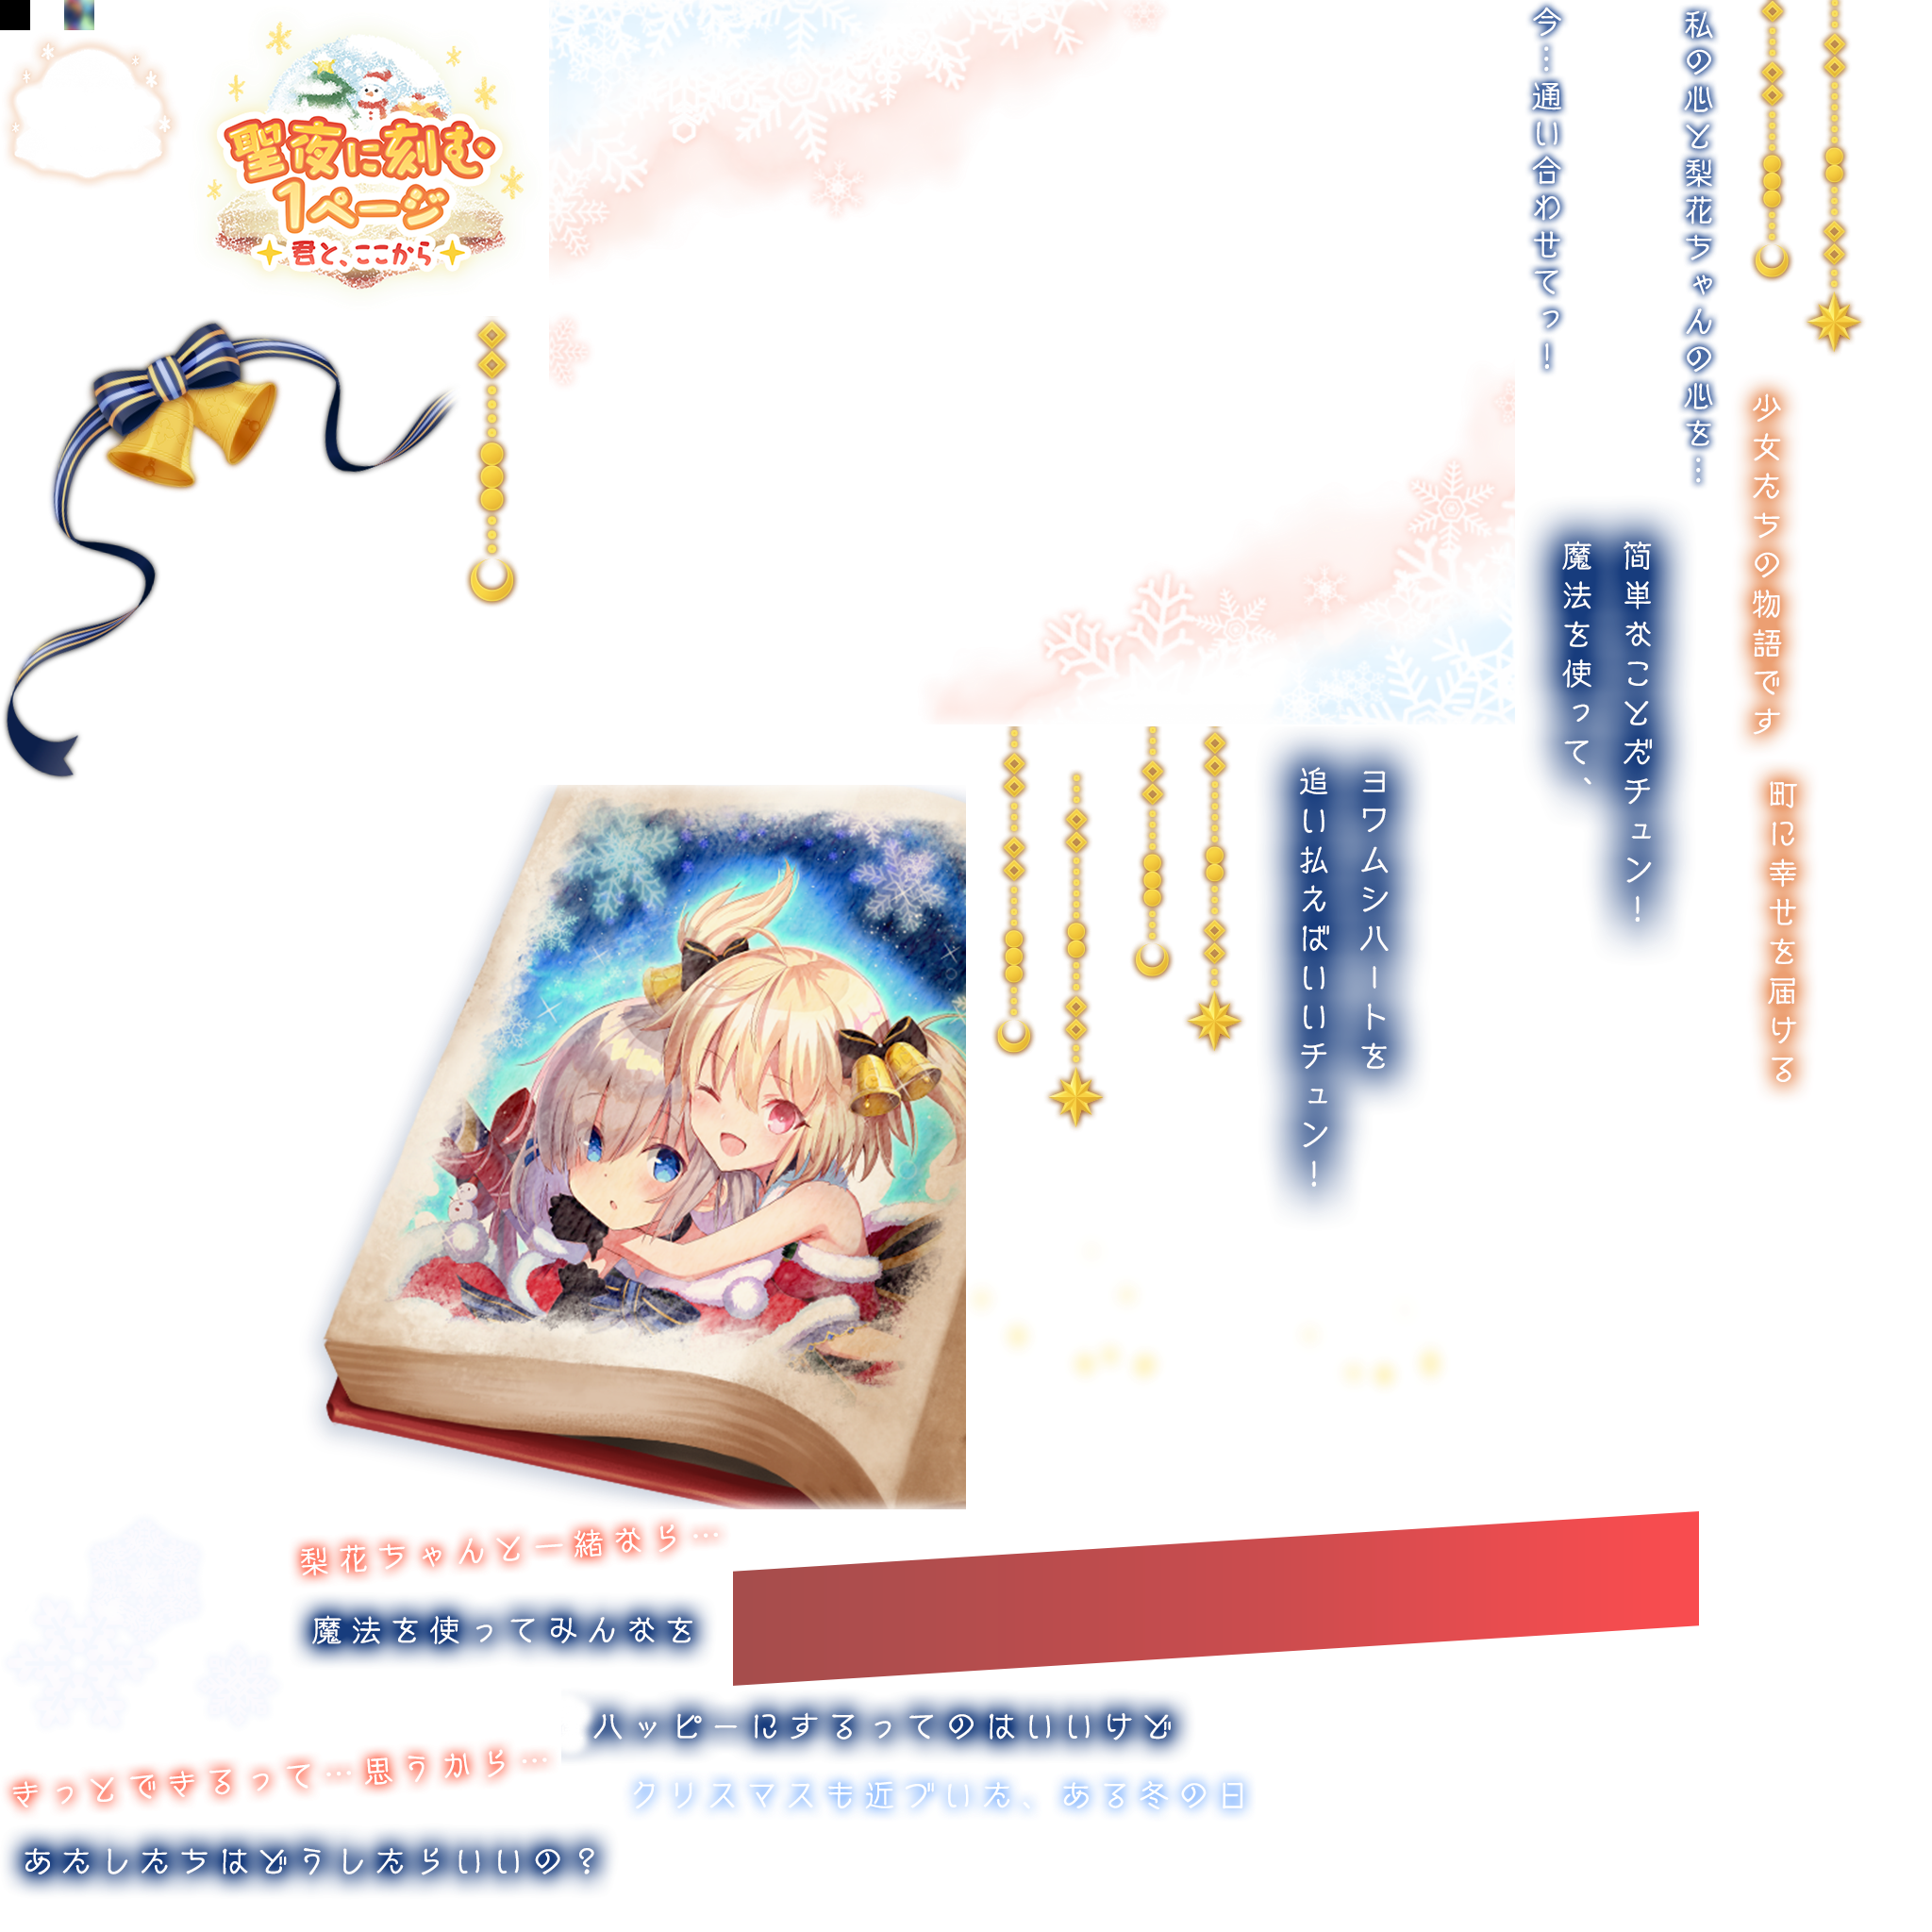 聖夜に刻む
1ページ
君と、ここから
今…通い合わせてっ！
私の心と梨花ちゃんの心を…
少女たちの物語です
町に幸せを届ける
簡単なことだチュン！
魔法を使って、
ヨワムシハートを
追い払えばいいチュン！
梨花ちゃんと一緒なら…
魔法を使ってみんなを
ハッピーにするってのはいいけど
きっとできるって…思うから…
クリスマスも近づいた、ある冬の日
あたしたちはどうしたらいいの？